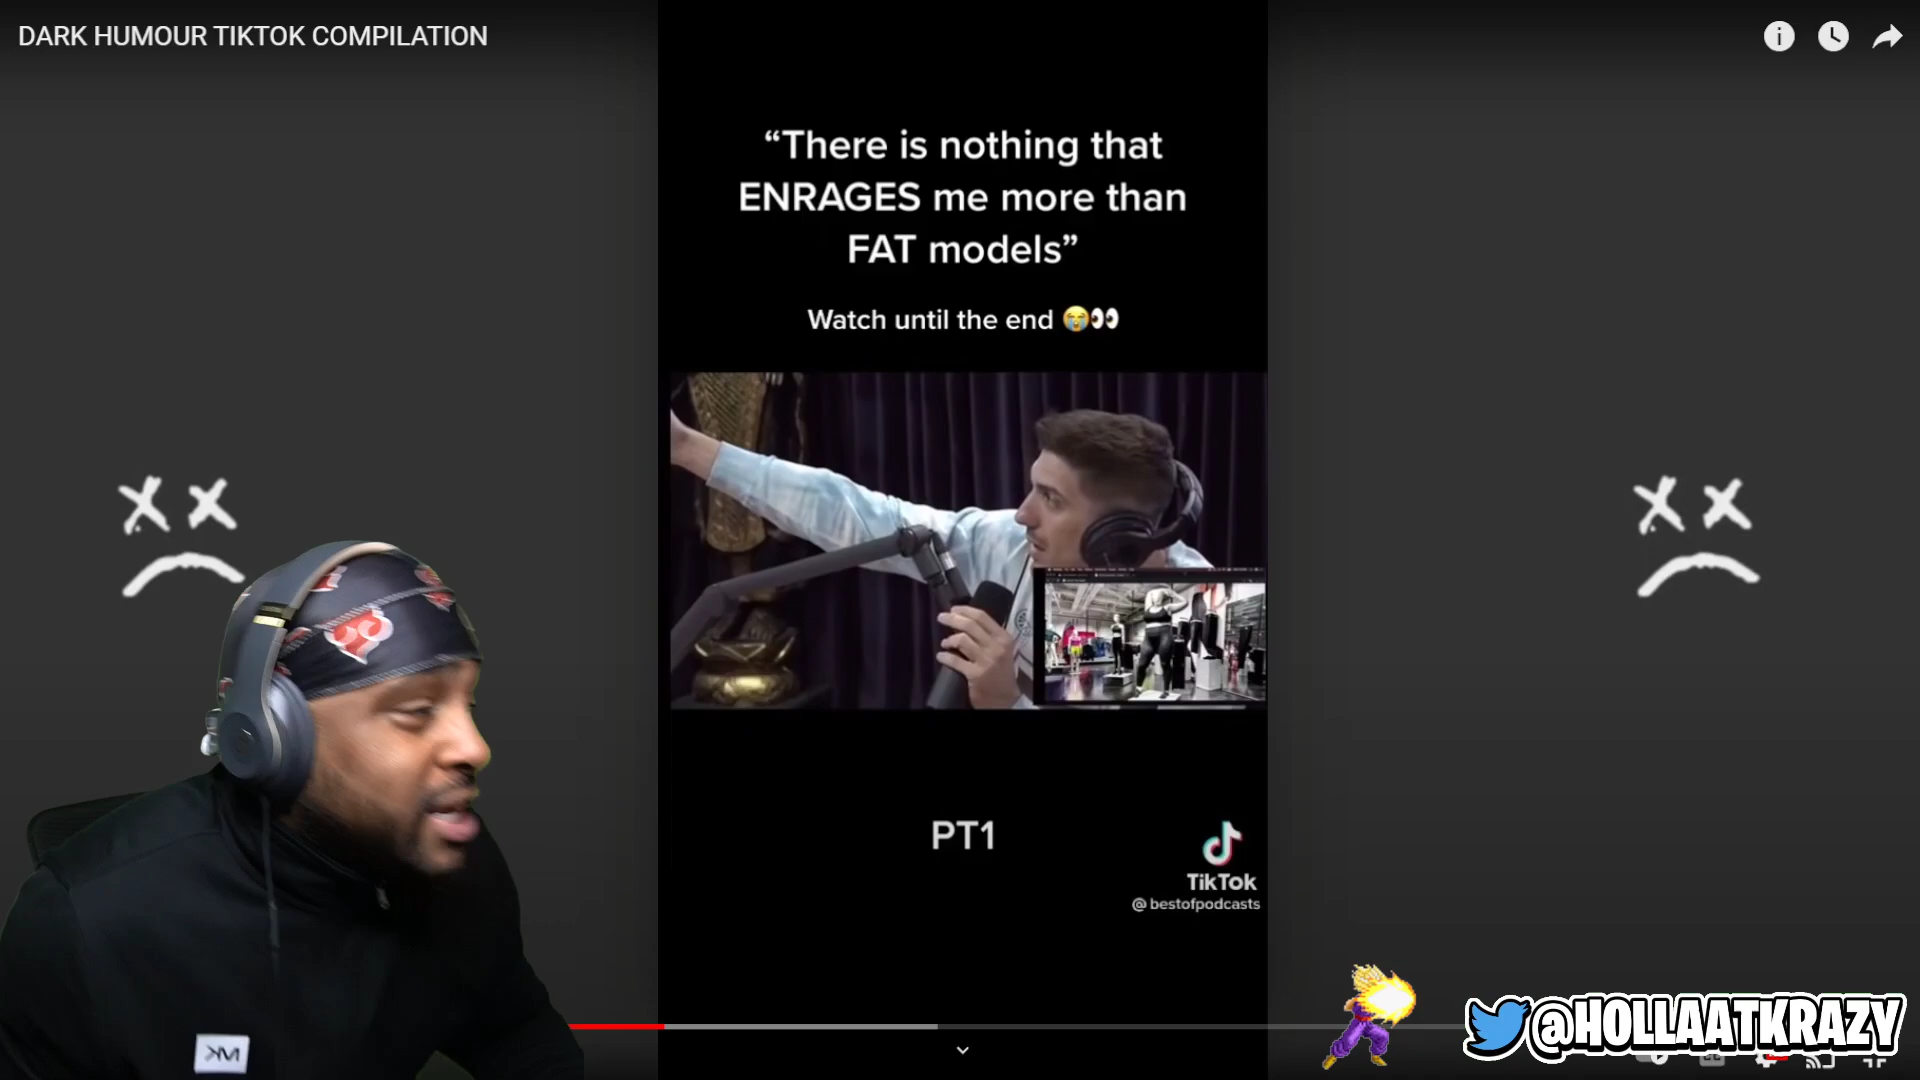 DARK HUMOUR TIKTOK COMPILATION
“There is nothing that
ENRAGES me more than
FAT models”
Watch until the end 😭👀
PT1
TikTok
@bestofpodcasts
@HOLLAATKRAZY